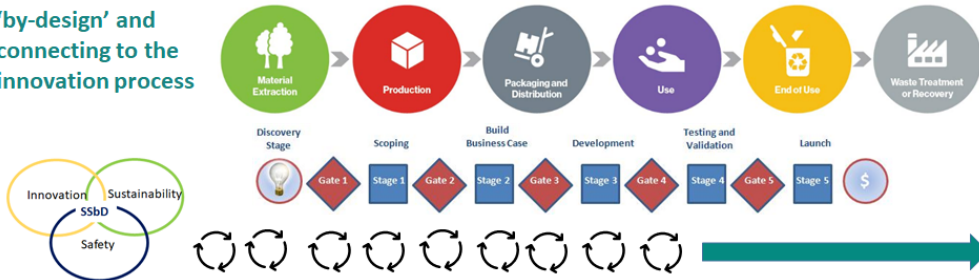 'by-design' and
connecting to the
innovation process
Material
Extraction
Production
Packaging and
Distribution
Use
End of Use
Waste Treatment
or Recovery
Discovery
Stage
Scoping
Build
Business Case
Development
Testing and
Validation
Launch
Gate 1
Stage 1
Gate 2
Stage 2
Gate 3
Stage 3
Gate 4
Stage 4
Gate 5
Stage 5
$
Innovation
Sustainability
SSbD
Safety